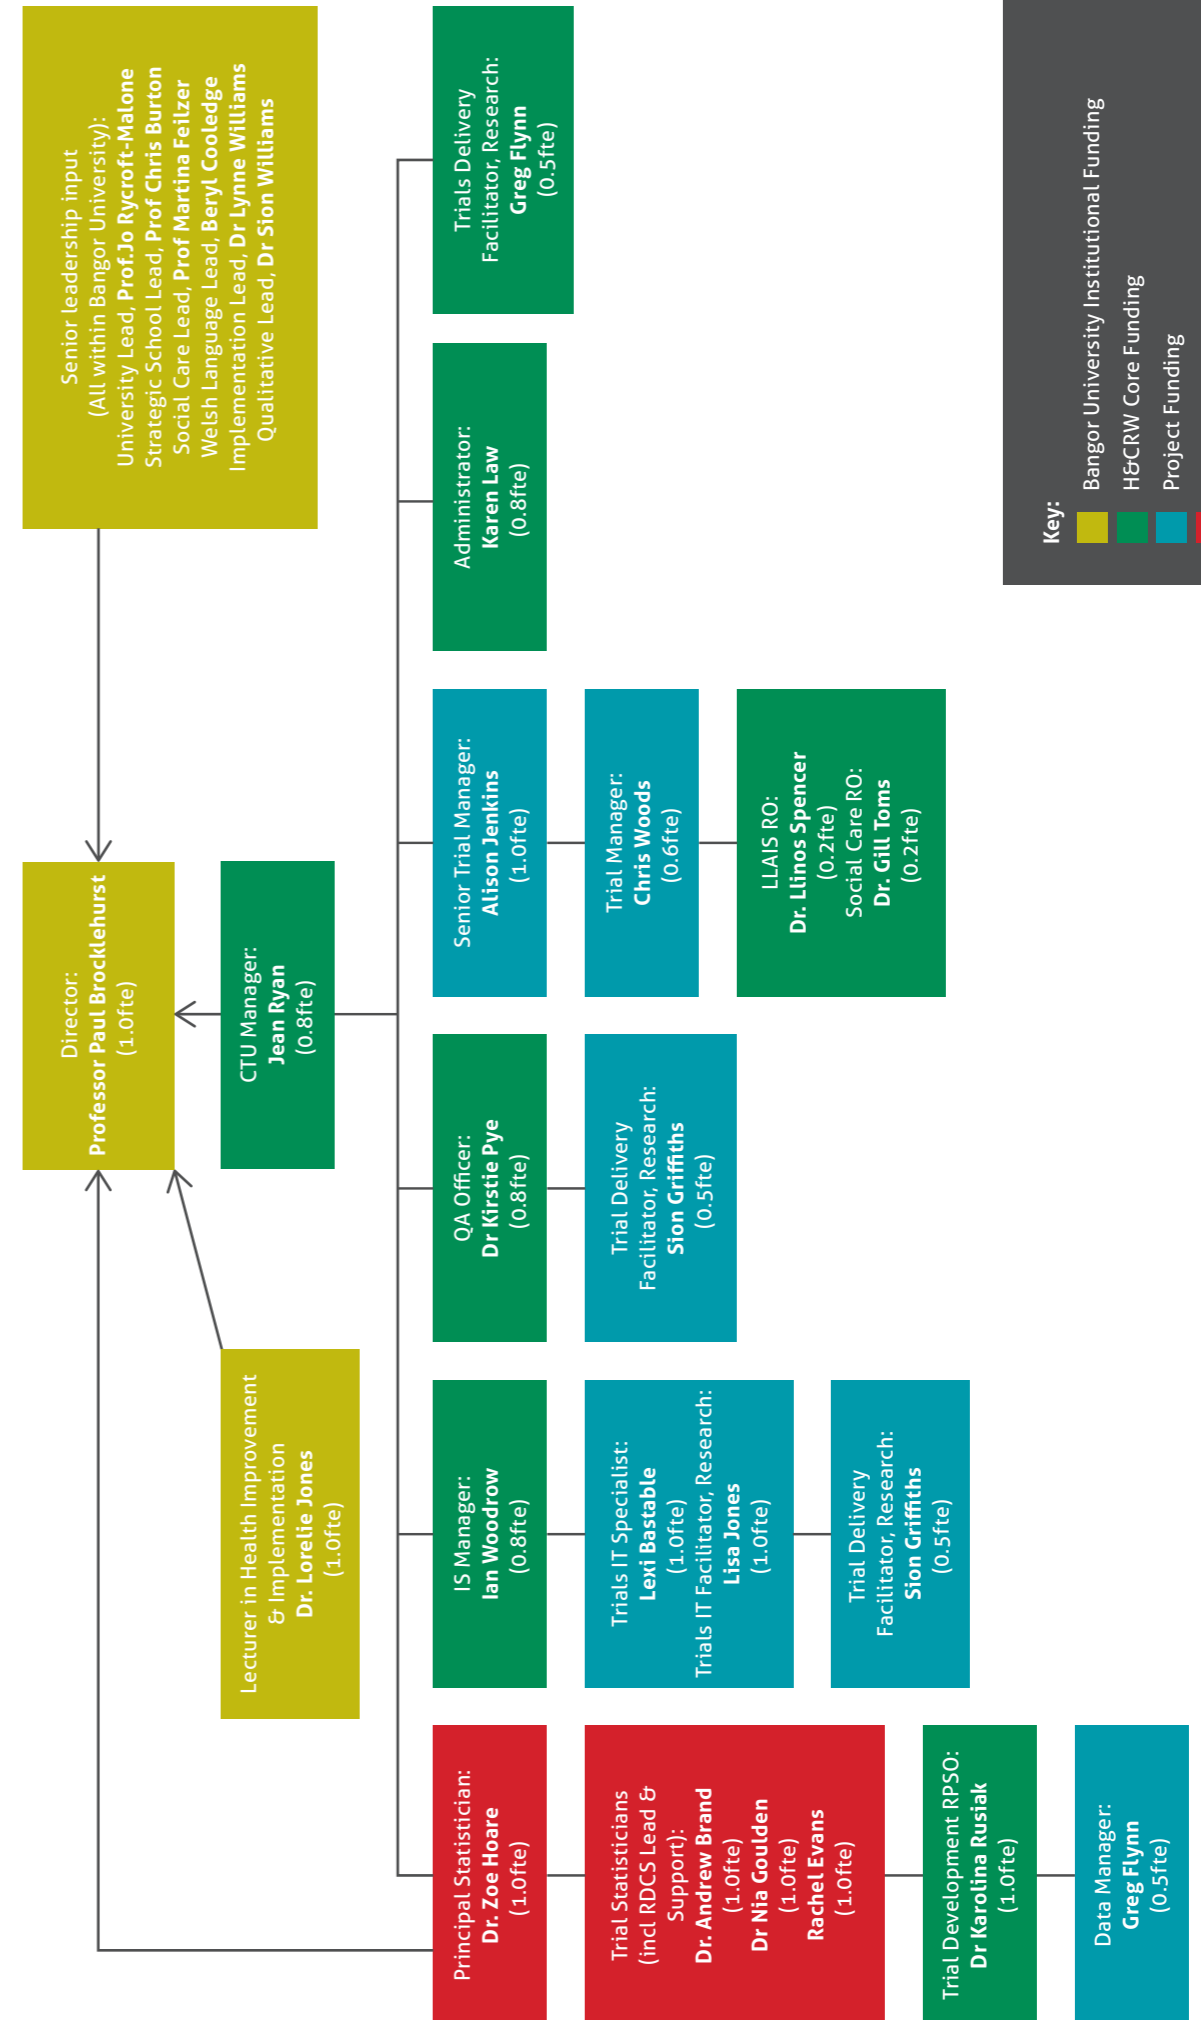 Senior leadership input
(All within Bangor University):
University Lead, Prof.Jo Rycroft-Malone
Strategic School Lead, Prof Chris Burton
Social Care Lead, Prof Martina Feilzer
Welsh Language Lead, Beryl Cooledge
Implementation Lead, Dr Lynne Williams
Qualitative Lead, Dr Sion Williams
Director:
Professor Paul Brocklehurst
(1.0fte)
Lecturer in Health Improvement
& Implementation
Dr. Lorelie Jones
(1.0fte)
CTU Manager:
Jean Ryan
(0.8fte)
Principal Statistician:
Dr. Zoe Hoare
(1.0fte)
Trial Statisticians
(incl RDCS Lead &
Support):
Dr. Andrew Brand
(1.0fte)
Dr Nia Goulden
(1.0fte)
Rachel Evans
(1.0fte)
Trial Development RPSO:
Dr Karolina Rusiak
(1.0fte)
Data Manager:
Greg Flynn
(0.5fte)
IS Manager:
Ian Woodrow
(0.8fte)
Trials IT Specialist:
Lexi Bastable
(1.0fte)
Trials IT Facilitator, Research:
Lisa Jones
(1.0fte)
Trial Delivery
Facilitator, Research:
Sion Griffiths
(0.5fte)
QA Officer:
Dr Kirstie Pye
(0.8fte)
Trial Delivery
Facilitator, Research:
Sion Griffiths
(0.5fte)
Senior Trial Manager:
Alison Jenkins
(1.0fte)
Trial Manager:
Chris Woods
(0.6fte)
LLAIS RO:
Dr. Llinos Spencer
(0.2fte)
Social Care RO:
Dr. Gill Toms
(0.2fte)
Administrator:
Karen Law
(0.8fte)
Trials Delivery
Facilitator, Research:
Greg Flynn
(0.5fte)
Key:
Bangor University Institutional Funding
H&CRW Core Funding
Project Funding